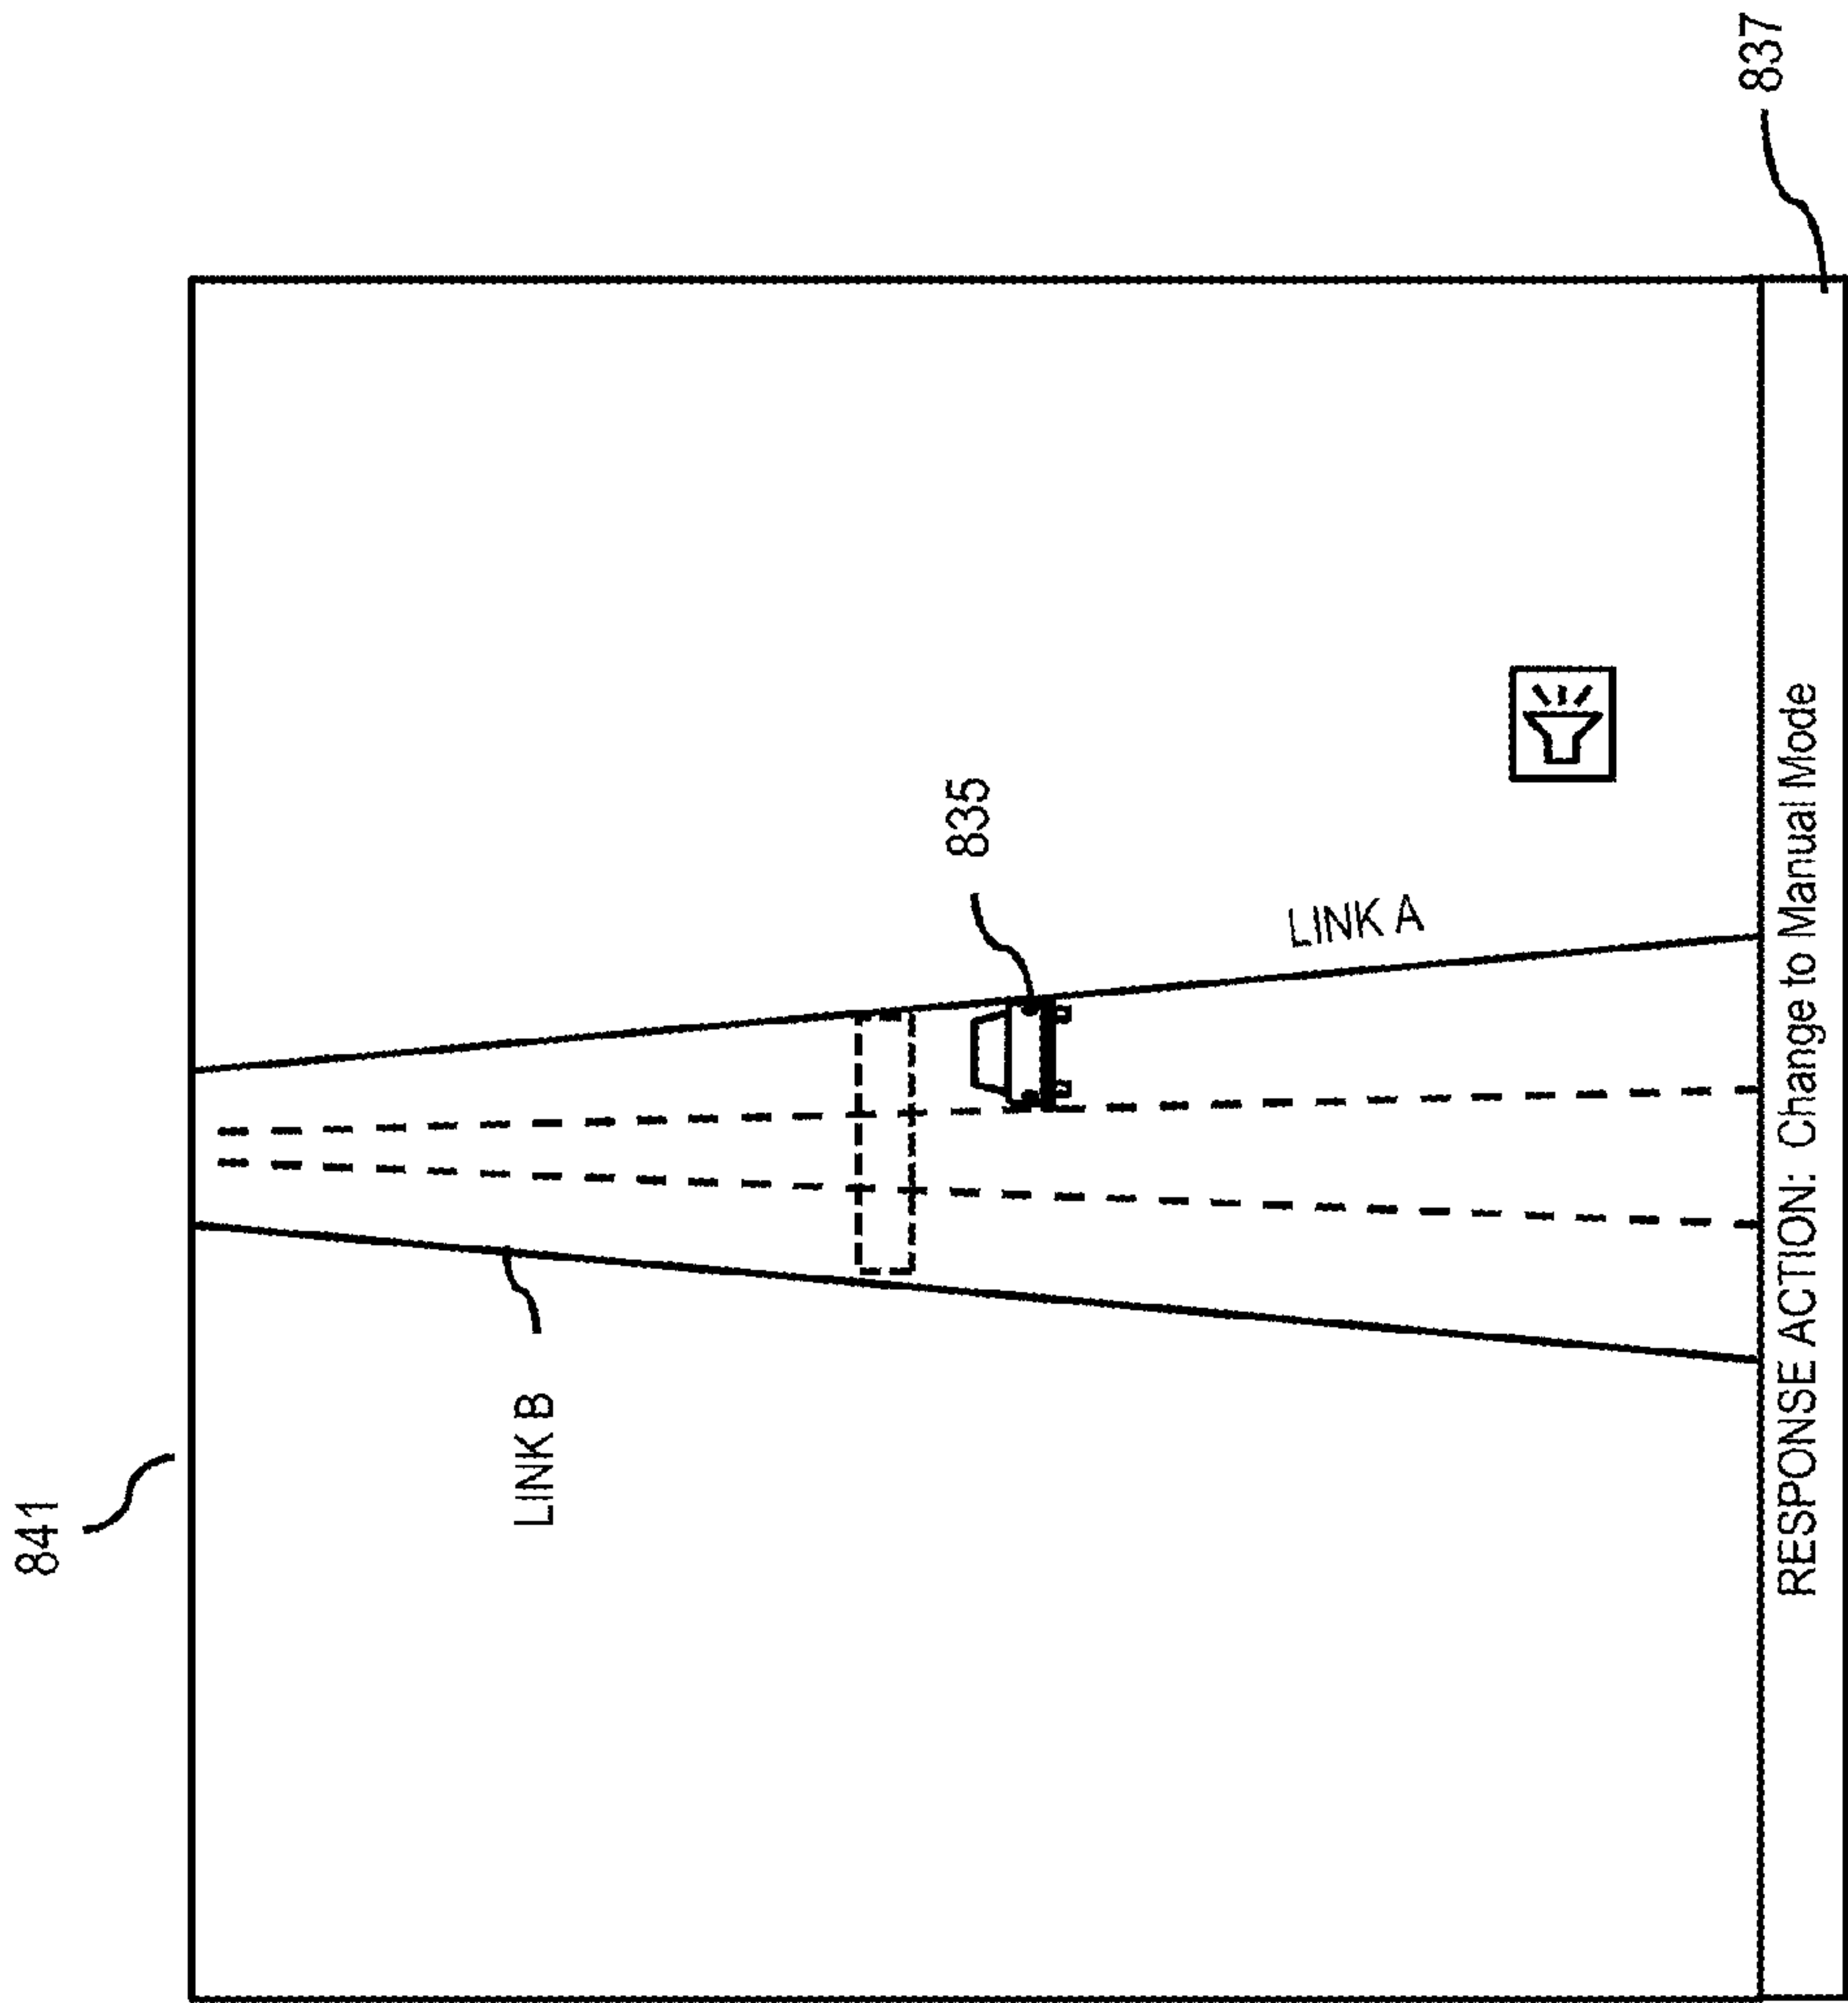 841
LINK B
835
LINK A
RESPONSE ACTION: Change to Manual Mode
837